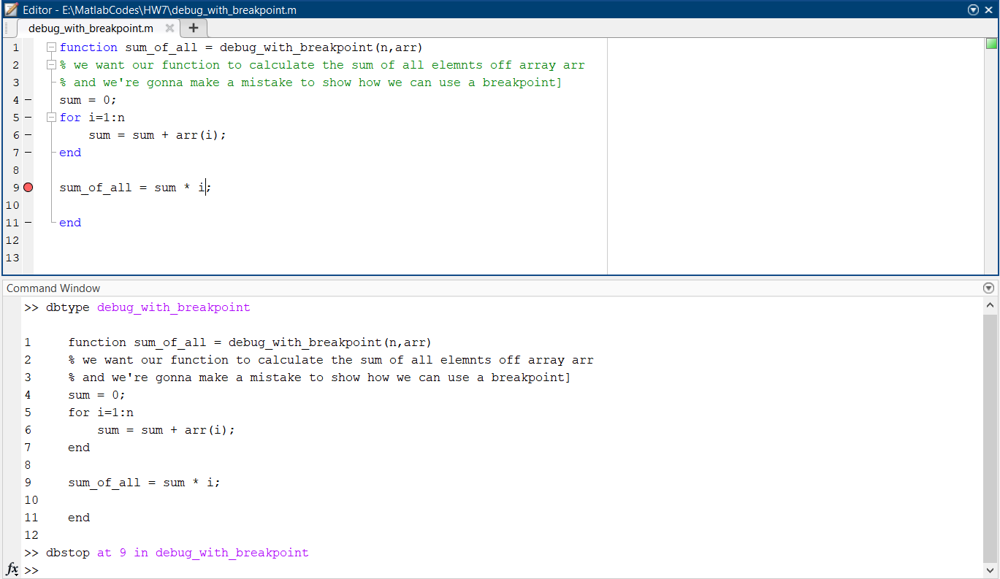 Editor - E:\MatlabCodes\HW7\debug_with_breakpoint.m
debug_with_breakpoint.m × +
1 function sum_of_all = debug_with_breakpoint(n,arr)
2 % we want our function to calculate the sum of all elemnts off array arr
3 % and we're gonna make a mistake to show how we can use a breakpoint]
4 – sum = 0;
5 – for i=1:n
6 – sum = sum + arr(i);
7 – end
8
9 sum_of_all = sum * i;
10
11 – end
12
13
Command Window
>> dbtype debug_with_breakpoint
1 function sum_of_all = debug_with_breakpoint(n,arr)
2 % we want our function to calculate the sum of all elemnts off array arr
3 % and we're gonna make a mistake to show how we can use a breakpoint]
4 sum = 0;
5 for i=1:n
6 sum = sum + arr(i);
7 end
8
9 sum_of_all = sum * i;
10
11 end
12
>> dbstop at 9 in debug_with_breakpoint
fx >>